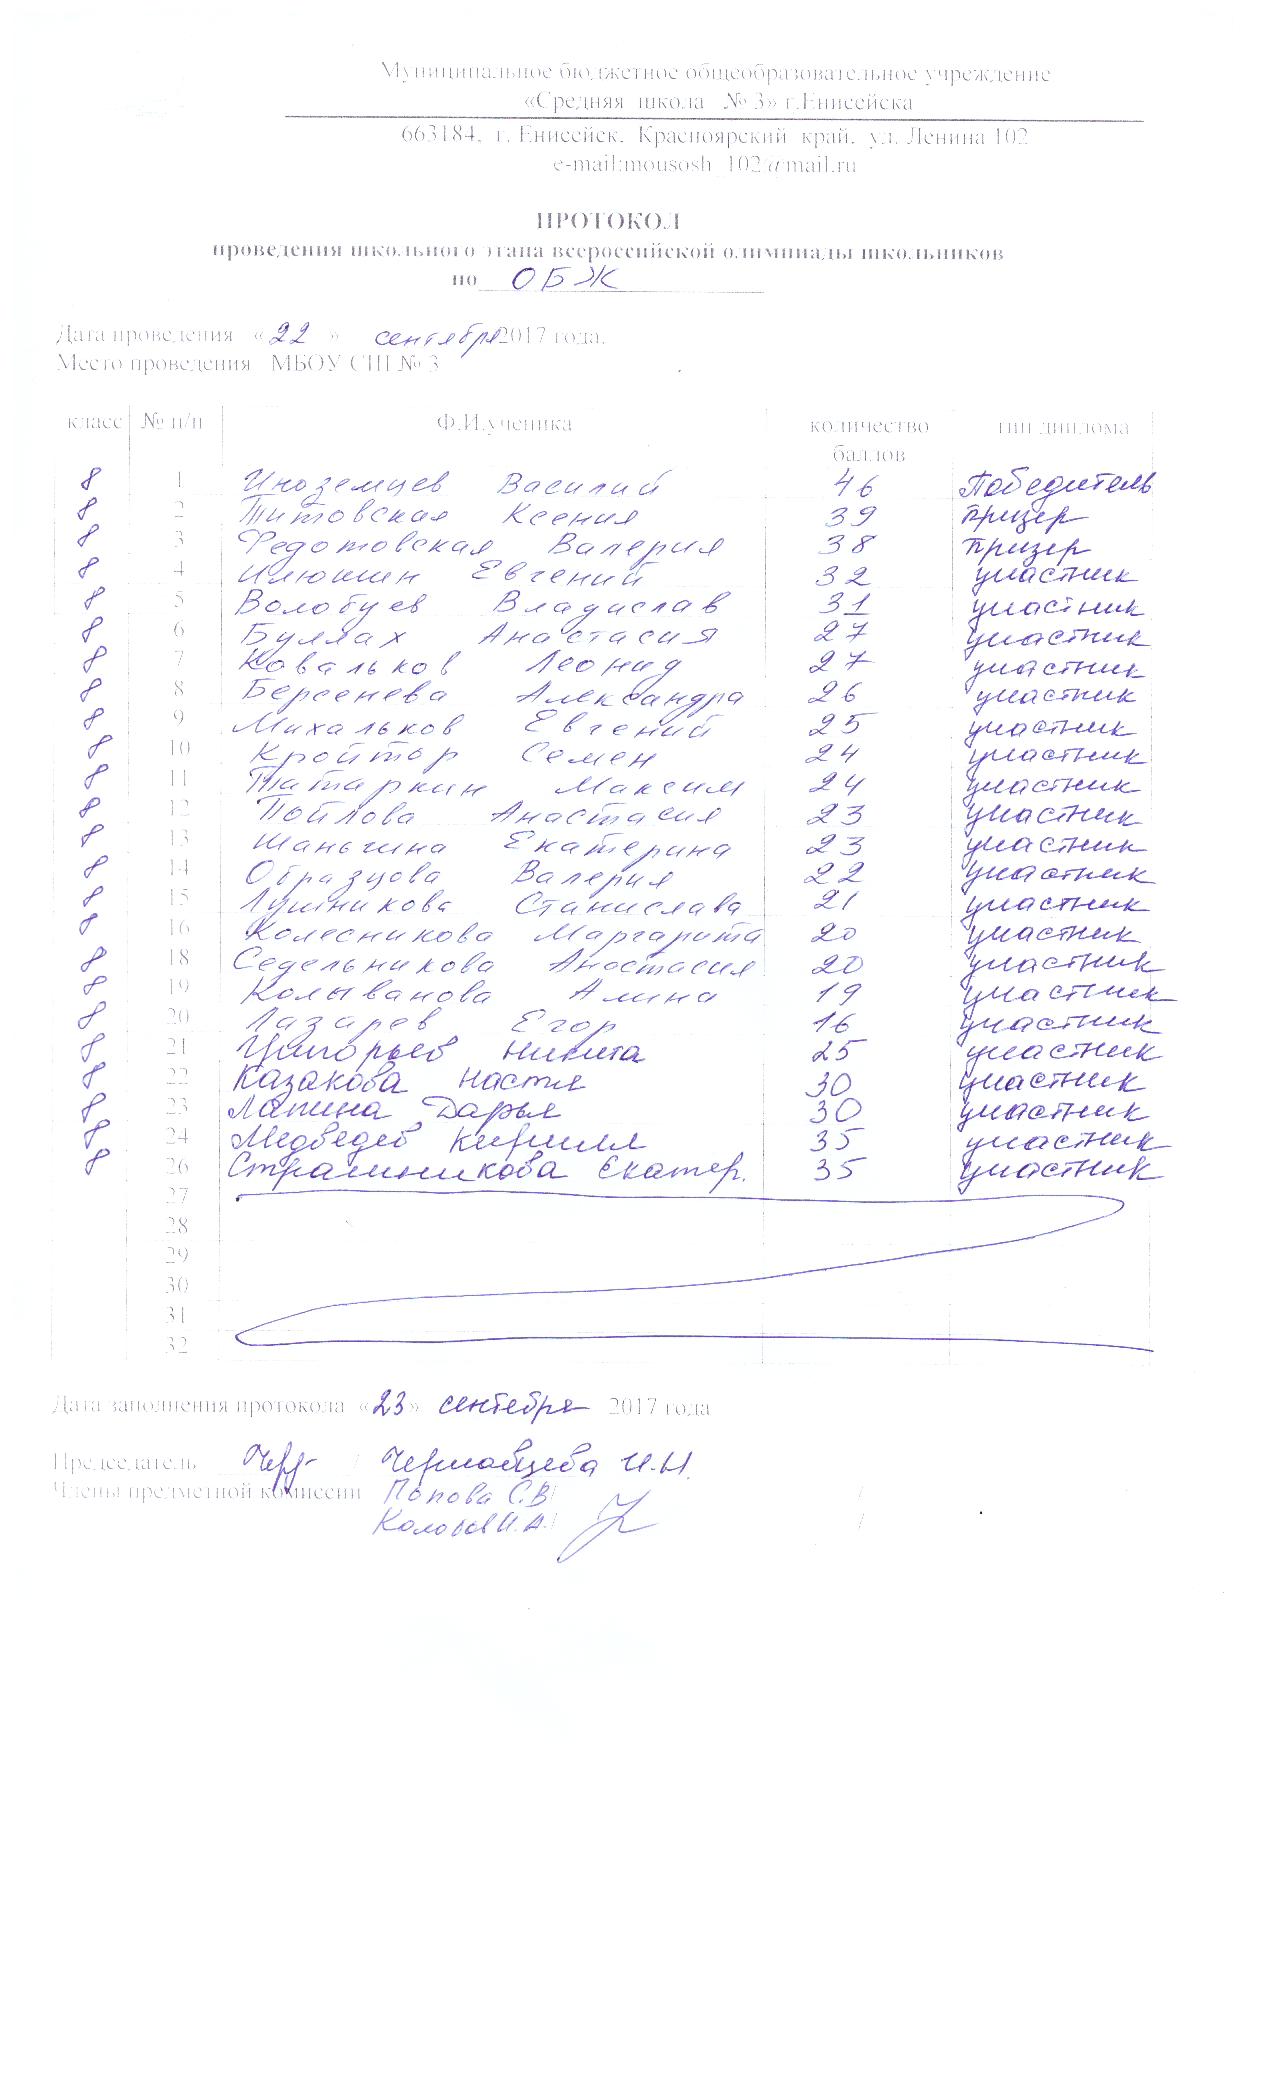 Муниципальное бюджетное общеобразовательное учреждение
«Средняя школа № 3» г.Енисейска
663184, г. Енисейск, Красноярский край, ул. Ленина 102
e-mail:mousosh_102@mail.ru
ПРОТОКОЛ
проведения школьного этапа всероссийской олимпиады школьников
по ОБЖ
Дата проведения «22» сентября 2017 года.
Место проведения МБОУ СШ № 3
класс № п/п Ф.И.ученика количество баллов тип диплома
8 1 Иноземцев Василий 46 Победитель
8 2 Титовская Ксения 39 призер
8 3 Федотовская Валерия 38 призер
8 4 Илюшин Евгений 32 участник
8 5 Волобуев Владислав 31 участник
8 6 Буллах Анастасия 27 участник
8 7 Ковальков Леонид 27 участник
8 8 Берсенева Александра 26 участник
8 9 Михальков Евгений 25 участник
8 10 Кройтор Семен 24 участник
8 11 Татаркин Максим 24 участник
8 12 Пойлова Анастасия 23 участник
8 13 Шаньгина Екатерина 23 участник
8 14 Образцова Валерия 22 участник
8 15 Лушникова Станислава 21 участник
8 16 Колесникова Маргарита 20 участник
8 18 Седельникова Анастасия 20 участник
8 19 Колыванова Алина 19 участник
8 20 Лазарев Егор 16 участник
8 21 Григорьев Никита 25 участник
8 22 Казакова Настя 30 участник
8 23 Лапина Дарья 30 участник
8 24 Медведев Кирилл 35 участник
8 26 Страшникова Екатер. 35 участник
27
28
29
30
31
32
Дата заполнения протокола «23» сентября 2017 года
Председатель / И.Н.
Члены предметной комиссии Попова С.В/ /
И.А./ /